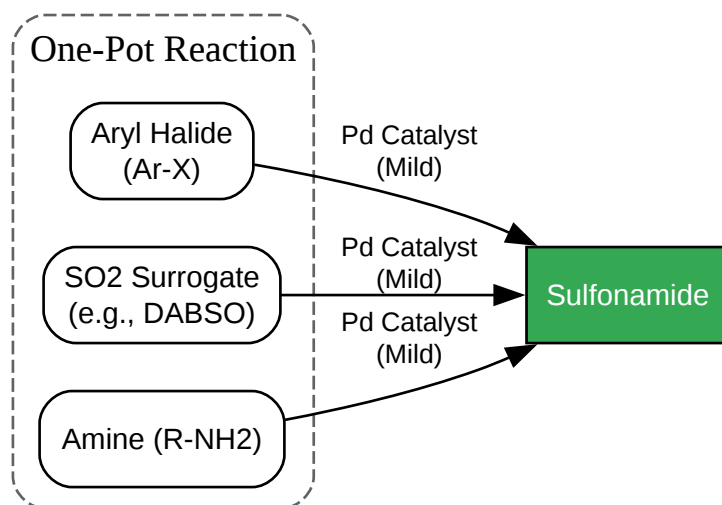 One-Pot Reaction
Aryl Halide
(Ar-X)
Pd Catalyst
(Mild)
SO2 Surrogate
(e.g., DABSO)
Pd Catalyst
(Mild)
Sulfonamide
Pd Catalyst
(Mild)
Amine (R-NH2)